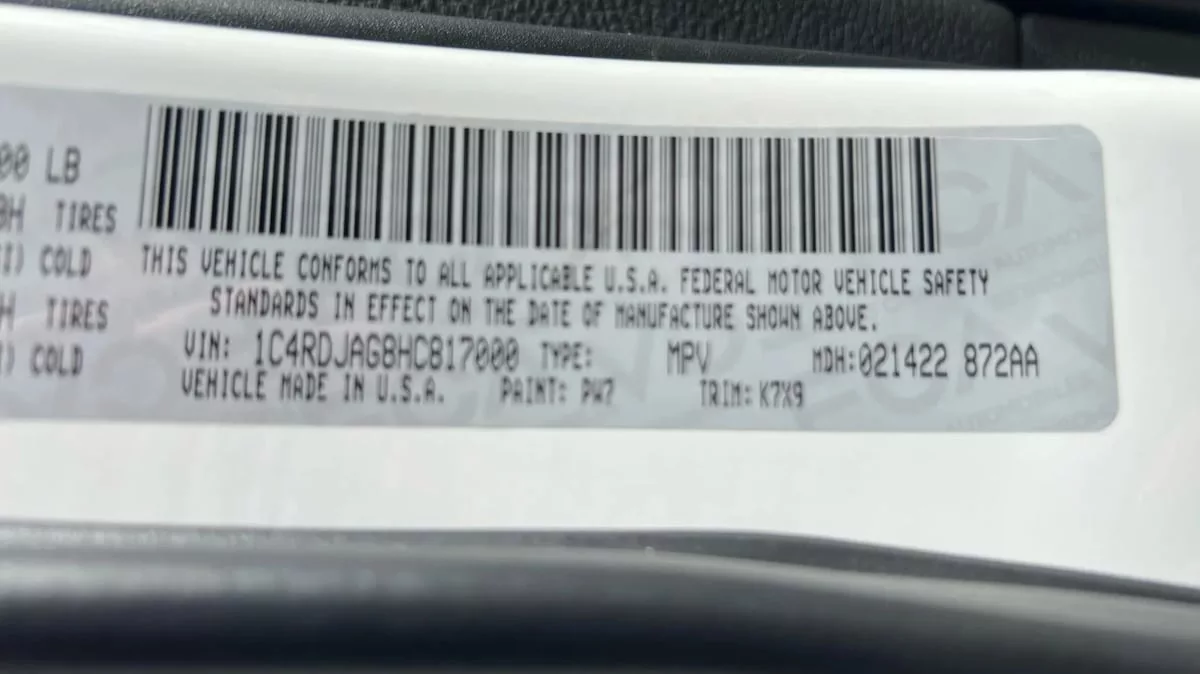 00 LB
TIRES
COLD
TIRES
COLD
THIS VEHICLE CONFORMS TO ALL APPLICABLE U.S.A. FEDERAL MOTOR VEHICLE SAFETY
STANDARDS IN EFFECT ON THE DATE OF MANUFACTURE SHOWN ABOVE.
VIN: 1C4RDJAG8HC817000 TYPE: MPV MDH:021422 872AA
VEHICLE MADE IN U.S.A. PAINT: PW7 TRIM: K7X9